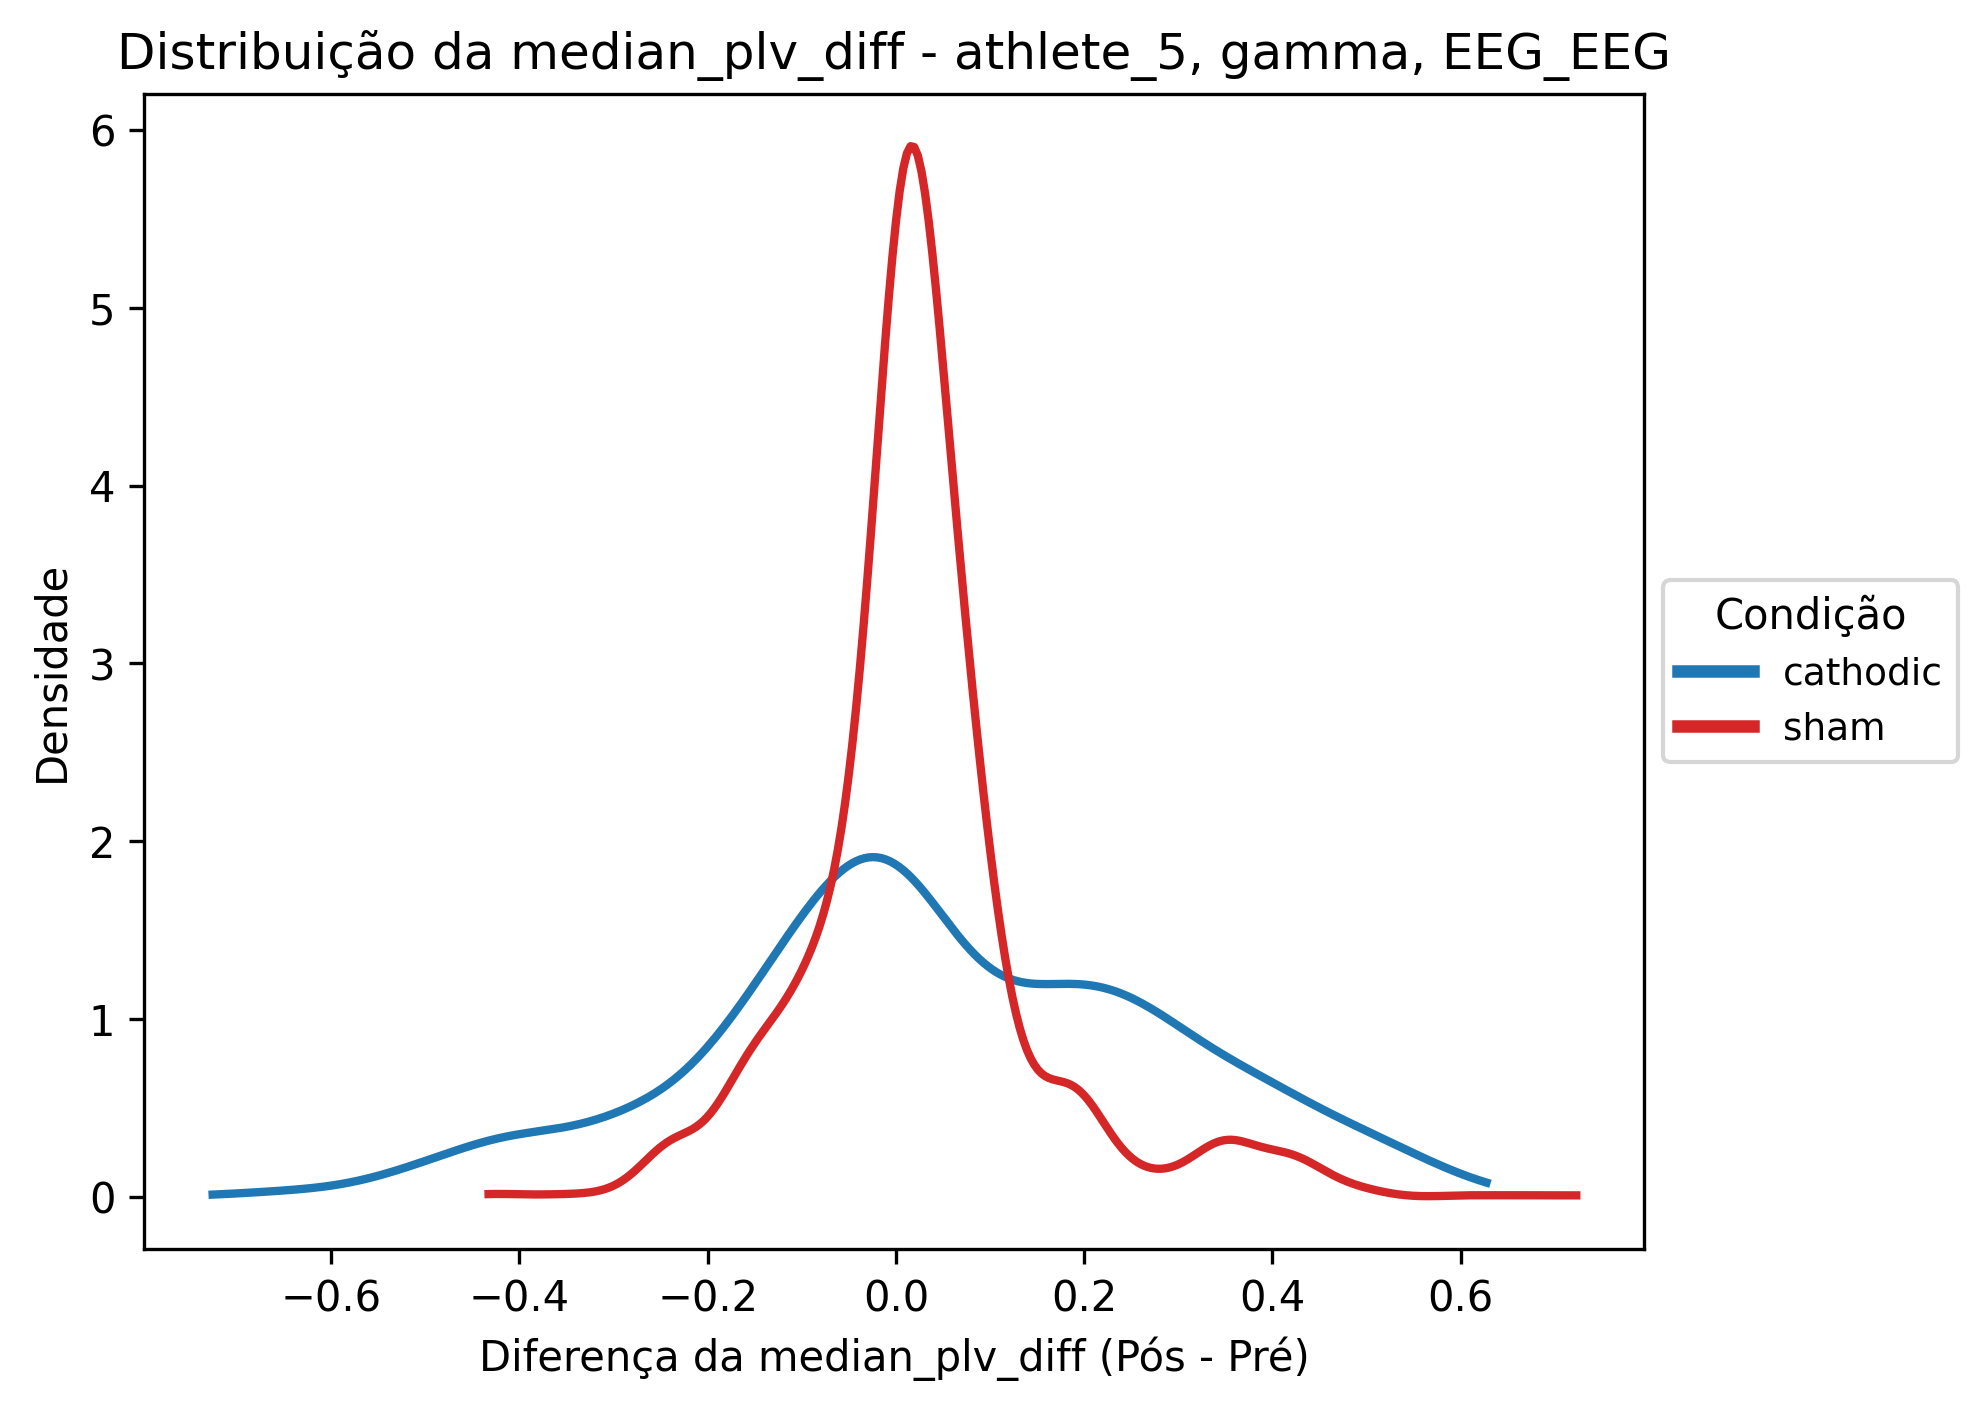 Distribuição da median_plv_diff - athlete_5, gamma, EEG_EEG
6
5
4
3
2
1
0
Densidade
−0.6
−0.4
−0.2
0.0
0.2
0.4
0.6
Diferença da median_plv_diff (Pós - Pré)
Condição
cathodic
sham